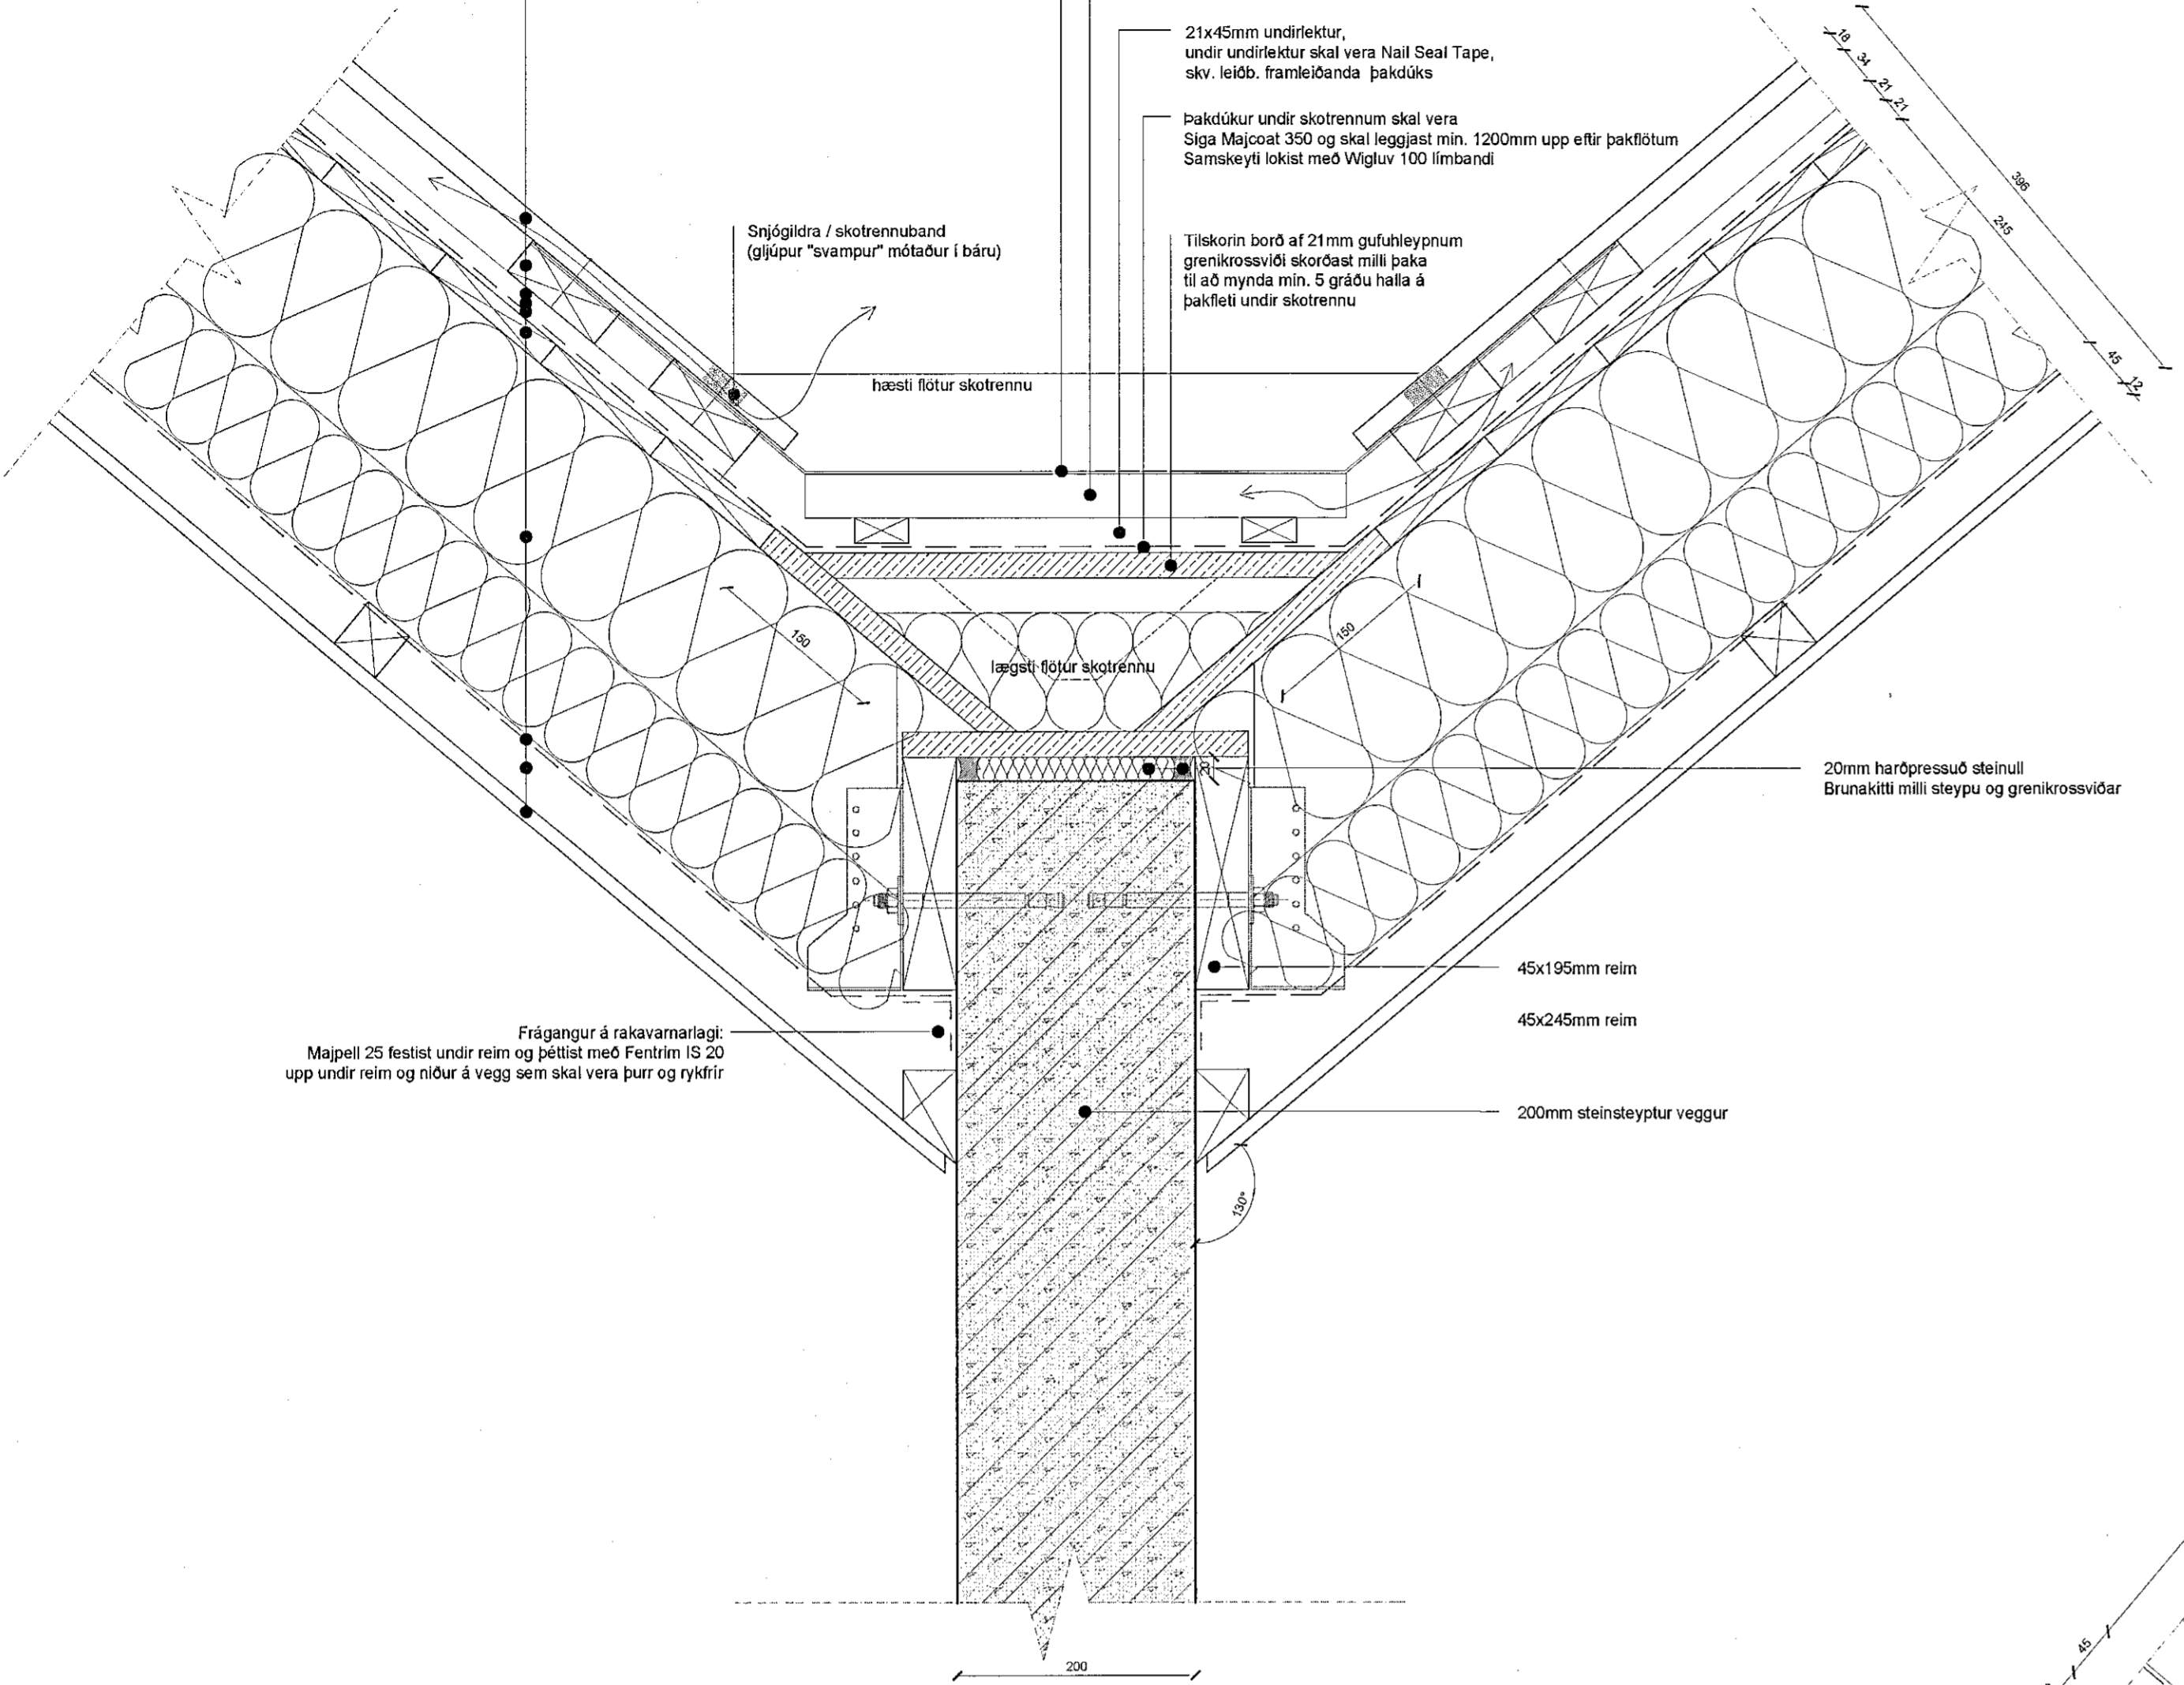 21x45mm undirlektur,
undir undirlektur skal vera Nail Seal Tape,
skv. leiðb. framleiðanda þakdúks
Þakdúkur undir skotrennum skal vera
Siga Majcoat 350 og skal leggjast min. 1200mm upp eftir þakflötum
Samskeyti lokist með Wigluv 100 límbandi
Snjógildra / skotrennuband
(gljúpur "svampur" mótaður í báru)
Tilskorin borð af 21mm gufuhleypnum
grenikrossviði skorðast milli þaka
til að mynda min. 5 gráðu halla á
þakfleti undir skotrennu
18
34
21
21
396
245
45
12
hæsti flötur skotrennu
150
150
lægsti flötur skotrennu
20
20mm harðpressuð steinull
Brunakítti milli steypu og grenikrossviðar
45x195mm reim
45x245mm reim
Frágangur á rakavarnarlagi:
Majpell 25 festist undir reim og þéttist með Fentrim IS 20
upp undir reim og niður á vegg sem skal vera þurr og rykfrír
200mm steinsteyptur veggur
130°
200
45